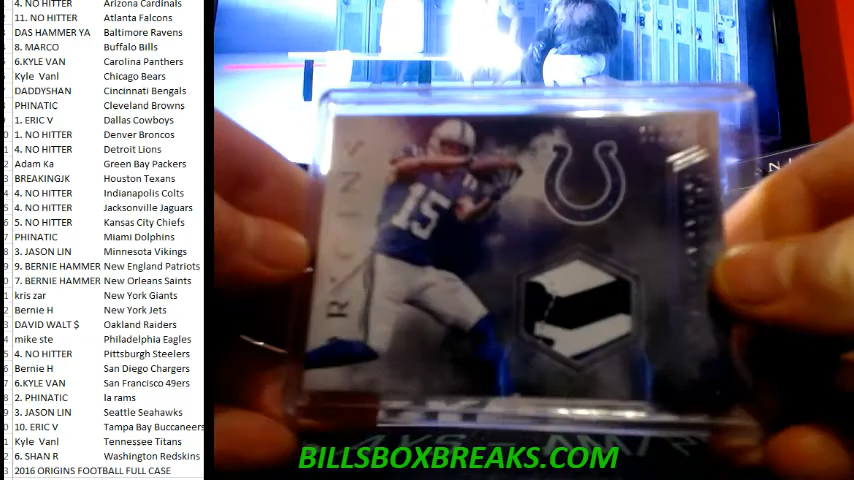 4. NO HITTER Arizona Cardinals
11. NO HITTER Atlanta Falcons
DAS HAMMER YA Baltimore Ravens
8. MARCO Buffalo Bills
6.KYLE VAN Carolina Panthers
Kyle Vanl Chicago Bears
DADDYSHAN Cincinnati Bengals
PHINATIC Cleveland Browns
1. ERIC V Dallas Cowboys
1. NO HITTER Denver Broncos
4. NO HITTER Detroit Lions
Adam Ka Green Bay Packers
BREAKINGJK Houston Texans
4. NO HITTER Indianapolis Colts
4. NO HITTER Jacksonville Jaguars
5. NO HITTER Kansas City Chiefs
PHINATIC Miami Dolphins
3. JASON LIN Minnesota Vikings
9. BERNIE HAMMER New England Patriots
7. BERNIE HAMMER New Orleans Saints
kris zar New York Giants
Bernie H New York Jets
DAVID WALT $ Oakland Raiders
mike ste Philadelphia Eagles
4. NO HITTER Pittsburgh Steelers
Bernie H San Diego Chargers
6.KYLE VAN San Francisco 49ers
2. PHINATIC la rams
3. JASON LIN Seattle Seahawks
10. ERIC V Tampa Bay Buccaneers
Kyle Vanl Tennessee Titans
6. SHAN R Washington Redskins
2016 ORIGINS FOOTBALL FULL CASE
15
BILLSBOXBREAKS.COM